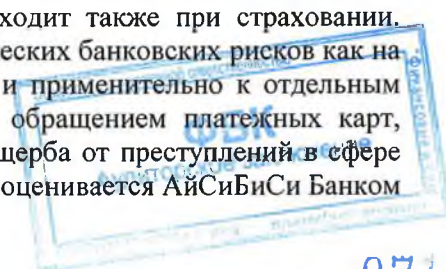 ходит также при страховании.
еских банковских рисков как на
и применительно к отдельным
обращением платежных карт,
щерба от преступлений в сфере
оценивается АйСиБиСи Банком
ФБК